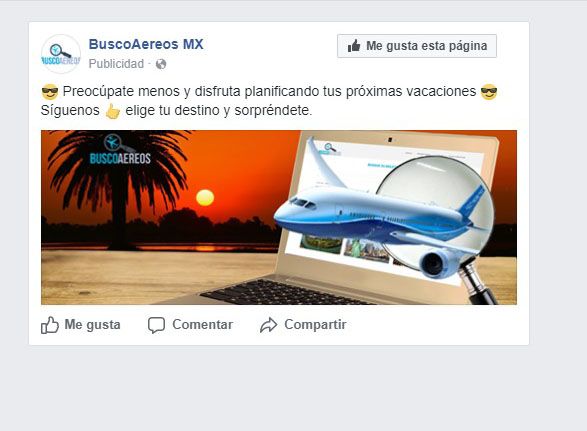 BUSCOAEREOS
BuscoAereos MX
Publicidad ·
Me gusta esta página
😎 Preocúpate menos y disfruta planificando tus próximas vacaciones 😎
Síguenos 👉 elige tu destino y sorpréndete.
BUSCOAEREOS
Me gusta
Comentar
Compartir